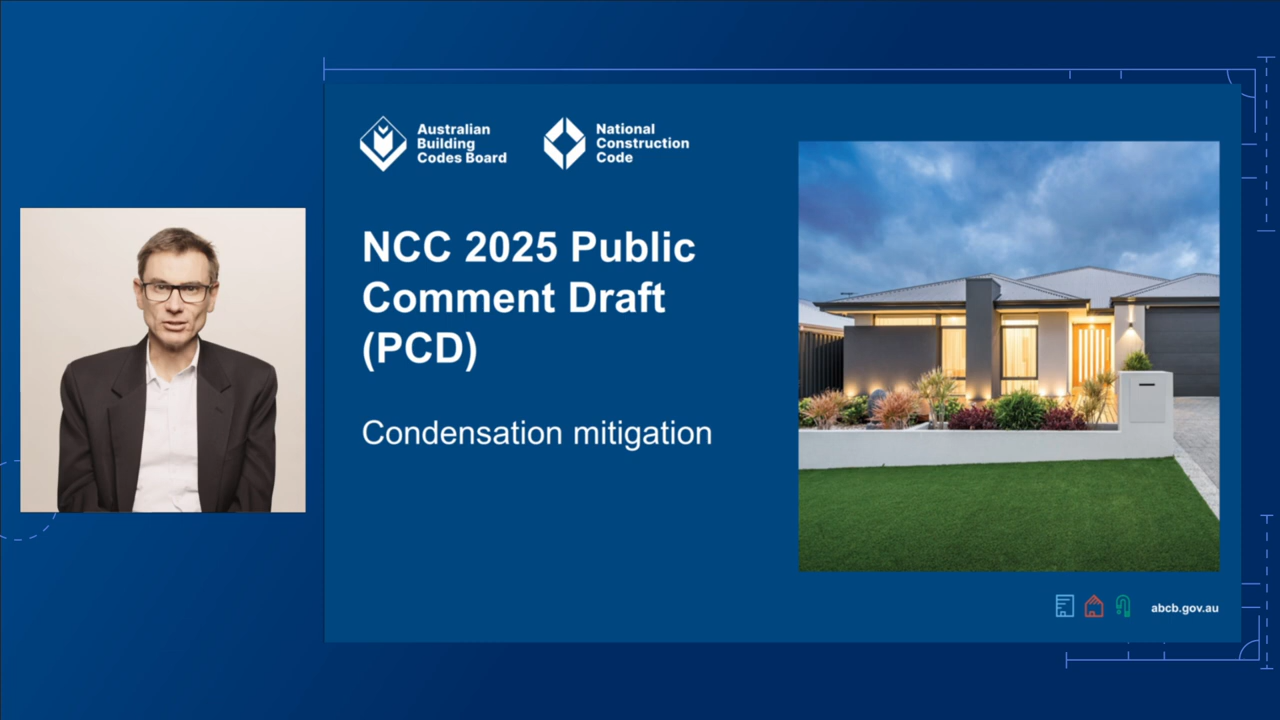 Australian
Building
Codes Board
National
Construction
Code
NCC 2025 Public
Comment Draft
(PCD)
Condensation mitigation
abcb.gov.au